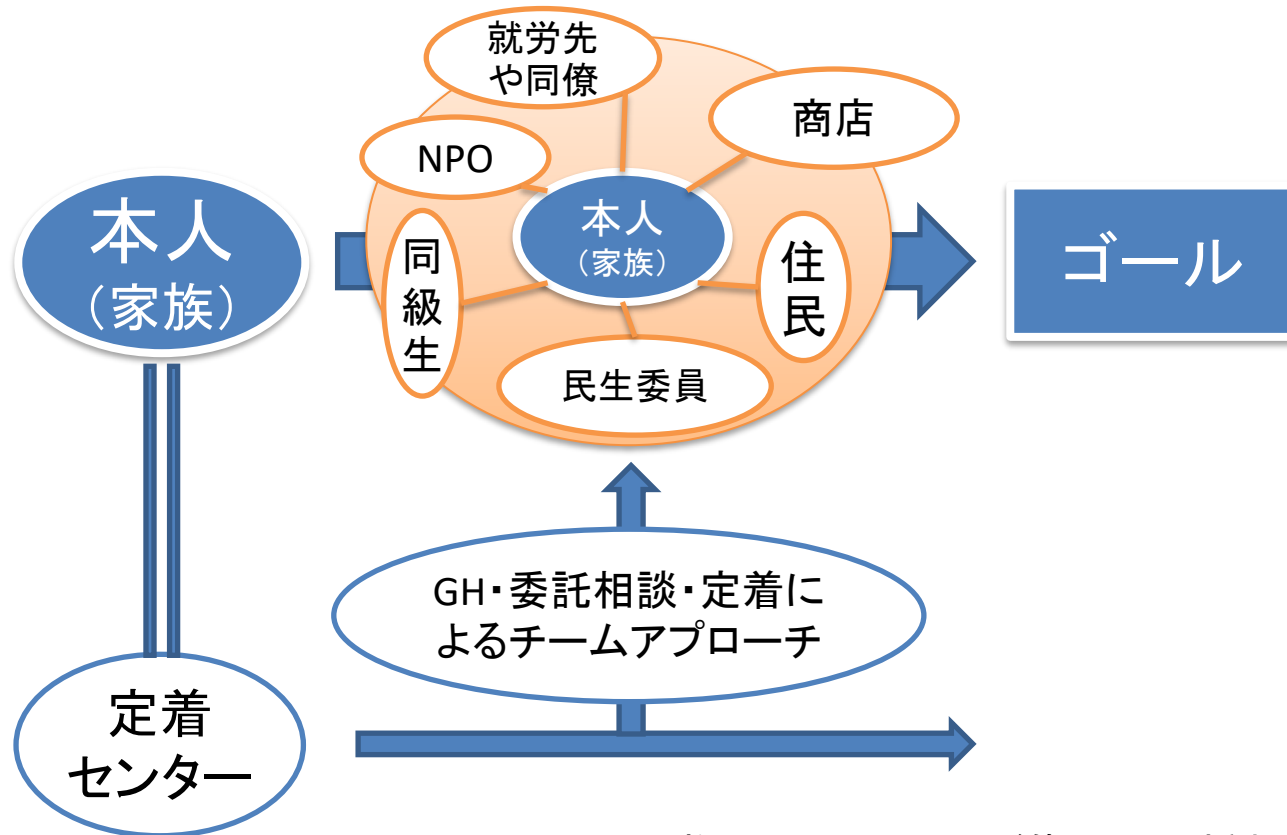 就労先
や同僚
商店
NPO
本人
（家族）
本人
（家族）
同
級
生
住
民
ゴール
民生委員
GH・委託相談・定着に
よるチームアプローチ
定着
センター